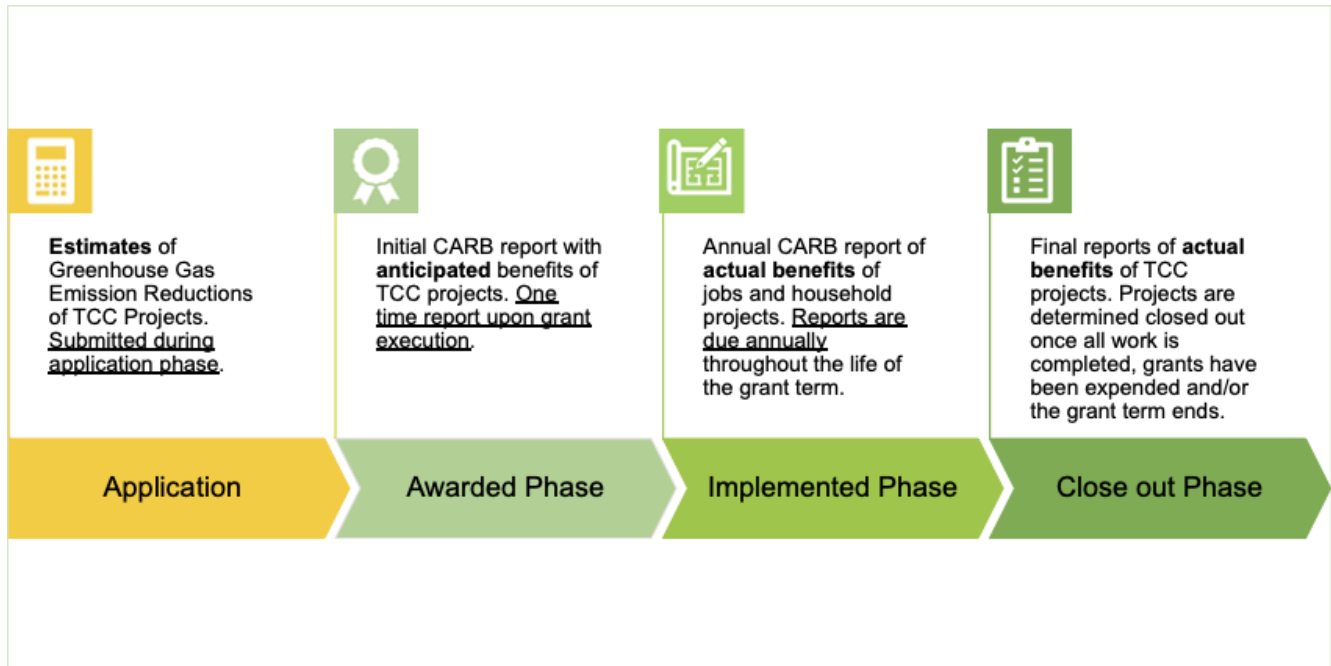 Estimates of
Greenhouse Gas
Emission Reductions
of TCC Projects.
Submitted during
application phase.
Initial CARB report with
anticipated benefits of
TCC projects. One
time report upon grant
execution.
Annual CARB report of
actual benefits of
jobs and household
projects. Reports are
due annually
throughout the life of
the grant term.
Final reports of actual
benefits of TCC
projects. Projects are
determined closed out
once all work is
completed, grants have
been expended and/or
the grant term ends.
Application
Awarded Phase
Implemented Phase
Close out Phase